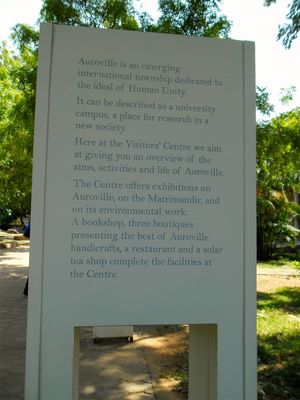 Auroville is an emerging
international township dedicated to
the ideal of Human Unity.
It can be described as a university
campus, a place for research in a
new society.
Here at the Visitors' Centre we aim
at giving you an overview of the
aims, activities and life of Auroville.
The Centre offers exhibitions on
Auroville, on the Matrimandir, and
on its environmental work.
A bookshop, three boutiques
presenting the best of Auroville
handicrafts, a restaurant and a solar
tea shop complete the facilities at
the Centre.